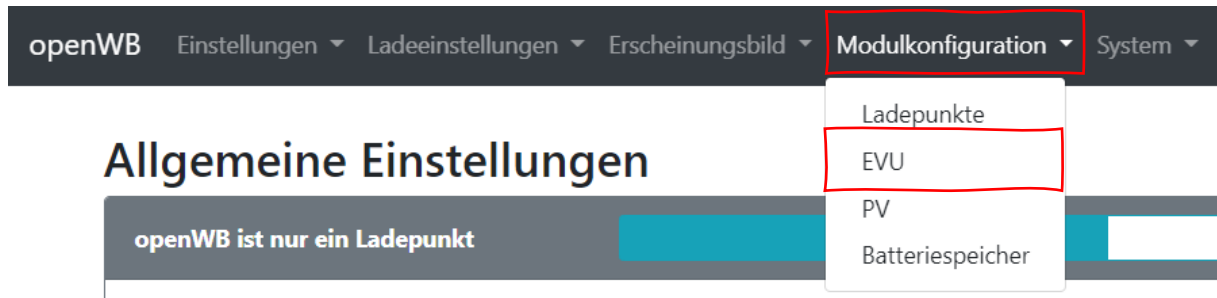 openWB Einstellungen Ladeeinstellungen Erscheinungsbild Modulkonfiguration System
Ladepunkte
EVU
PV
Batteriespeicher
Allgemeine Einstellungen
openWB ist nur ein Ladepunkt